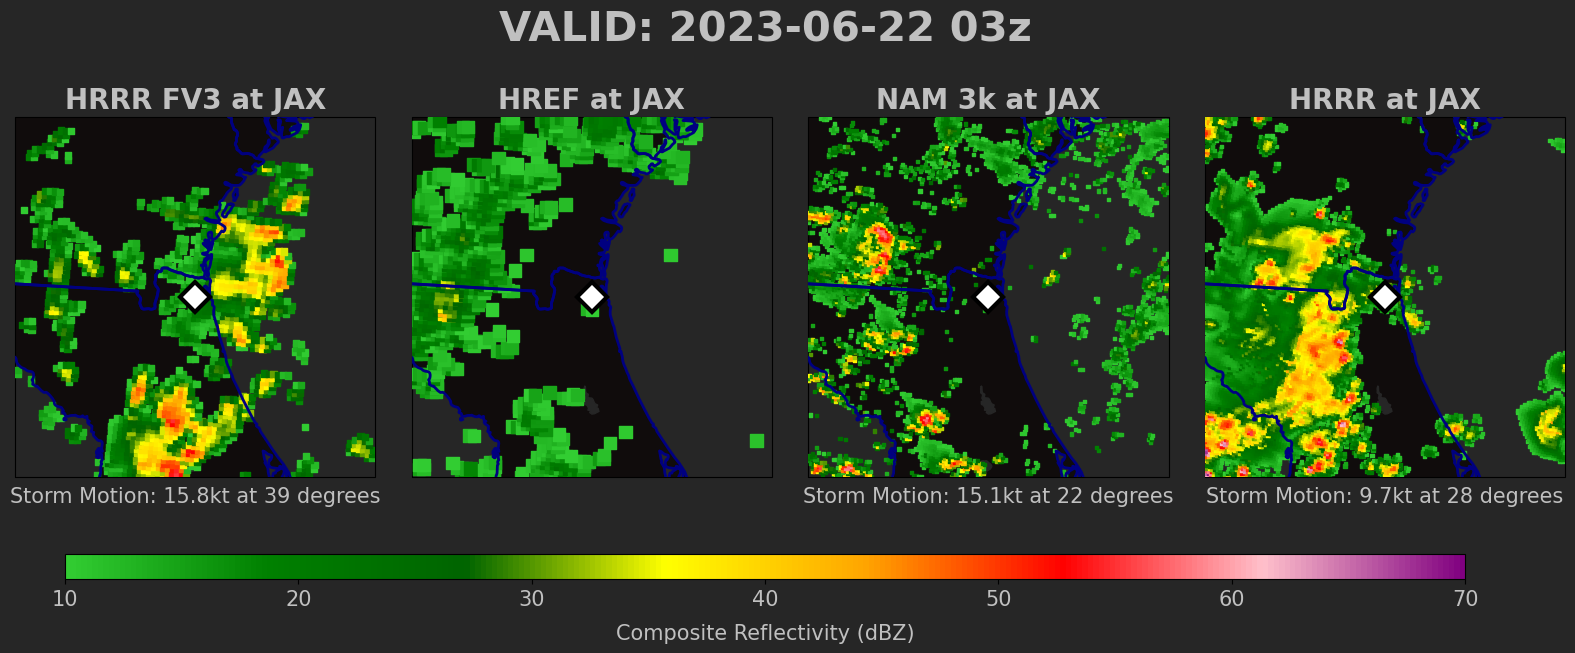 VALID: 2023-06-22 03z
HRRR FV3 at JAX
HREF at JAX
NAM 3k at JAX
HRRR at JAX
Storm Motion: 15.8kt at 39 degrees
Storm Motion: 15.1kt at 22 degrees
Storm Motion: 9.7kt at 28 degrees
10 20 30 40 50 60 70
Composite Reflectivity (dBZ)